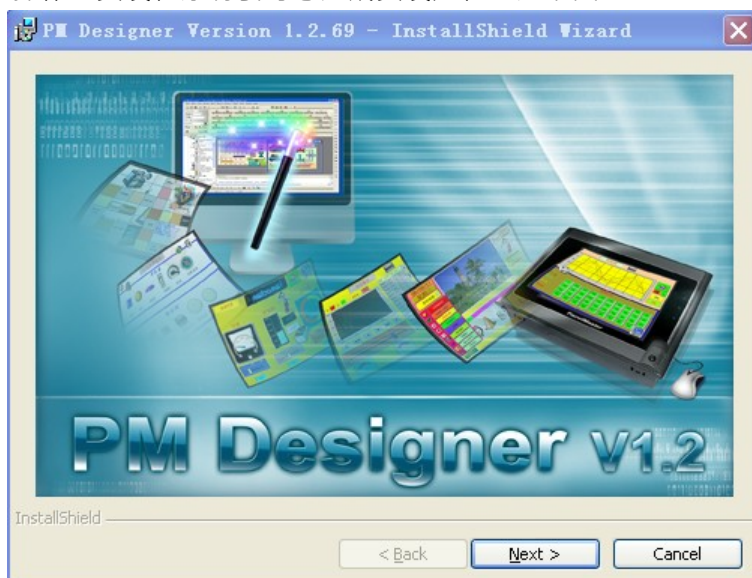 PM Designer Version 1.2.69 - InstallShield Wizard
PM Designer V1.2
InstallShield
< Back
Next >
Cancel